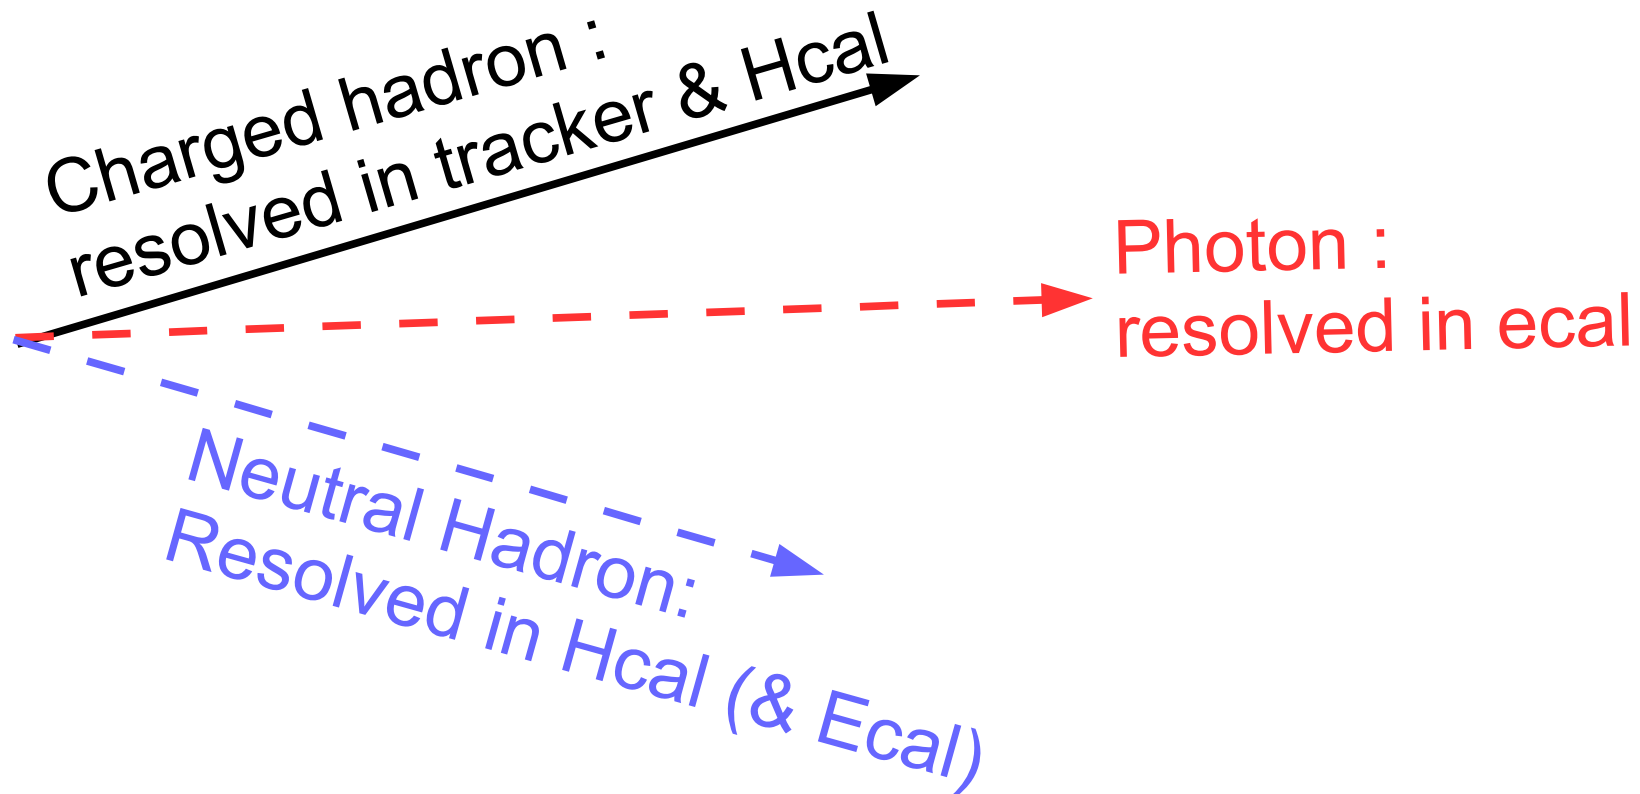 Charged hadron :
resolved in tracker & Hcal
Photon :
resolved in ecal
Neutral Hadron:
Resolved in Hcal (& Ecal)